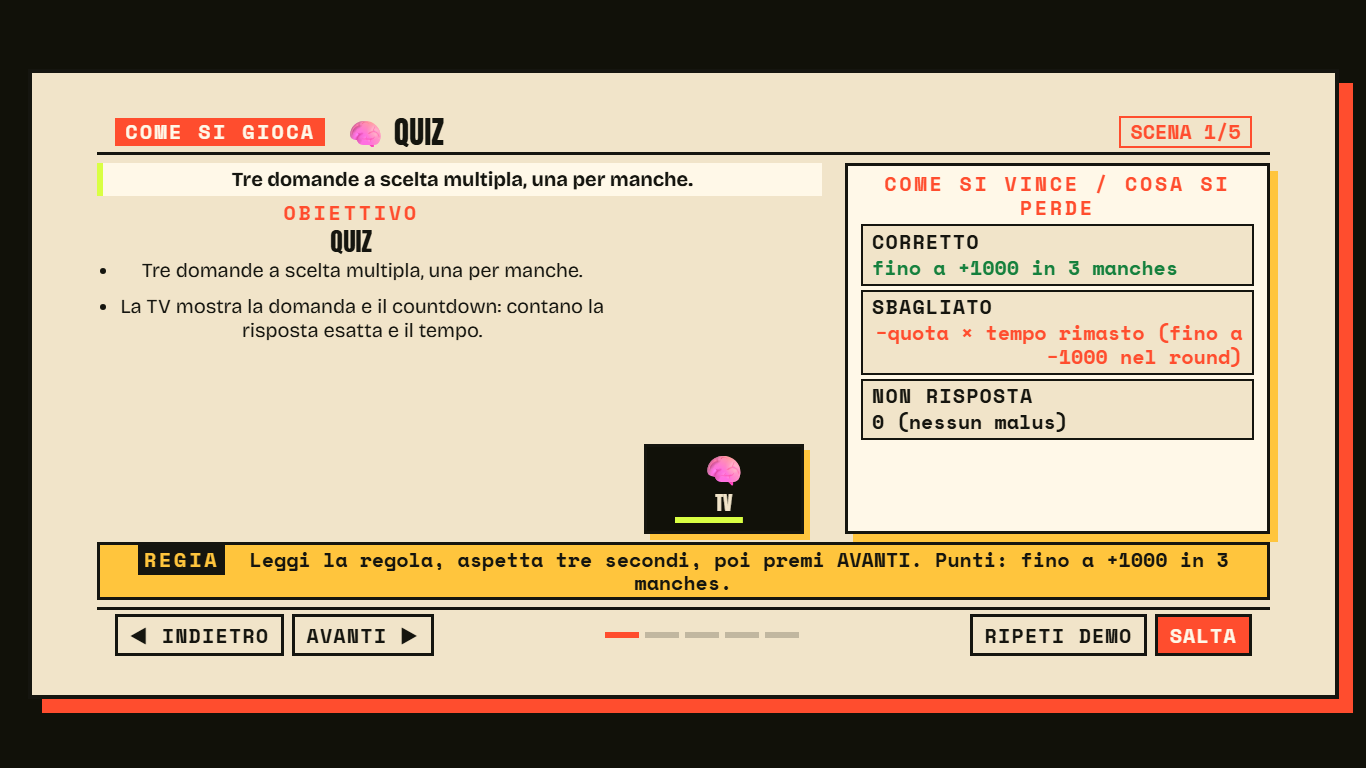 COME SI GIOCA
QUIZ
SCENA 1/5
Tre domande a scelta multipla, una per manche.
OBIETTIVO
QUIZ
• Tre domande a scelta multipla, una per manche.
• La TV mostra la domanda e il countdown: contano la
risposta esatta e il tempo.
TV
COME SI VINCE / COSA SI
PERDE
CORRETTO
fino a +1000 in 3 manches
SBAGLIATO
-quota × tempo rimasto (fino a
-1000 nel round)
NON RISPOSTA
0 (nessun malus)
REGIA Leggi la regola, aspetta tre secondi, poi premi AVANTI. Punti: fino a +1000 in 3
manches.
◀ INDIETRO
AVANTI ▶
RIPETI DEMO
SALTA